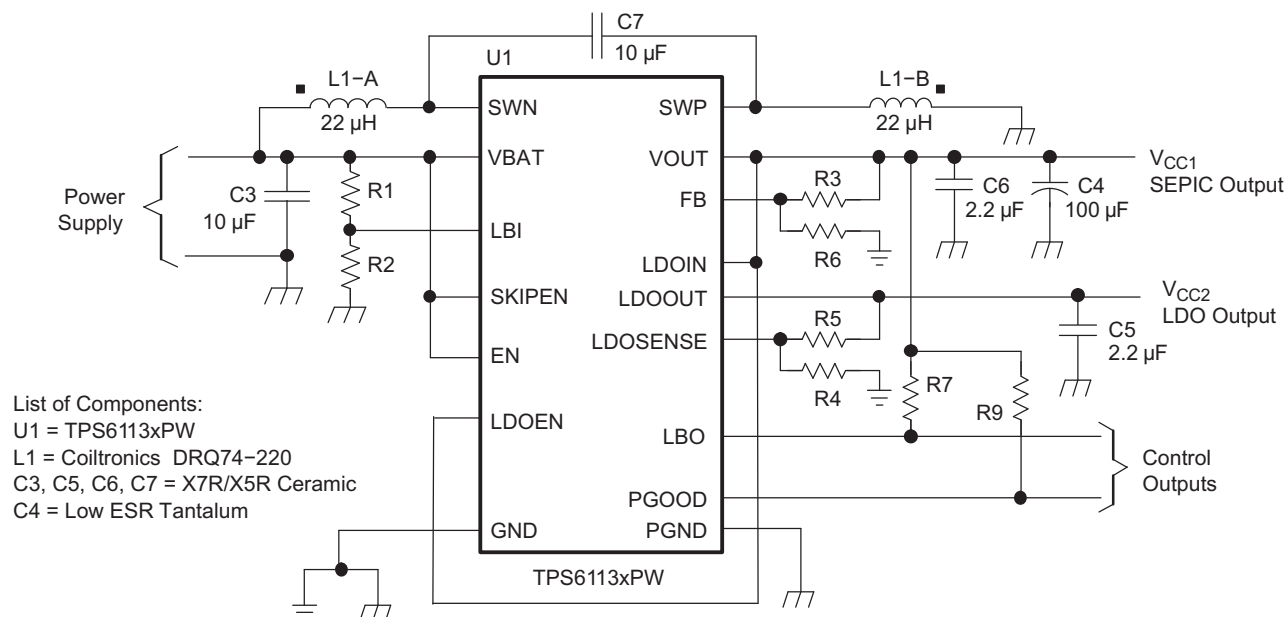 C7
10 µF
U1
L1–A
22 µH
L1–B
22 µH
SWN
SWP
VBAT
VOUT
VCC1
SEPIC Output
Power
Supply
C3
10 µF
R1
R2
LBI
FB
R3
R6
C6
2.2 µF
C4
100 µF
LDOIN
SKIPEN
LDOOUT
VCC2
LDO Output
EN
LDOSENSE
R5
R4
C5
2.2 µF
R7
R9
LDOEN
LBO
Control
Outputs
PGOOD
GND
PGND
TPS6113xPW
List of Components:
U1 = TPS6113xPW
L1 = Coiltronics DRQ74–220
C3, C5, C6, C7 = X7R/X5R Ceramic
C4 = Low ESR Tantalum